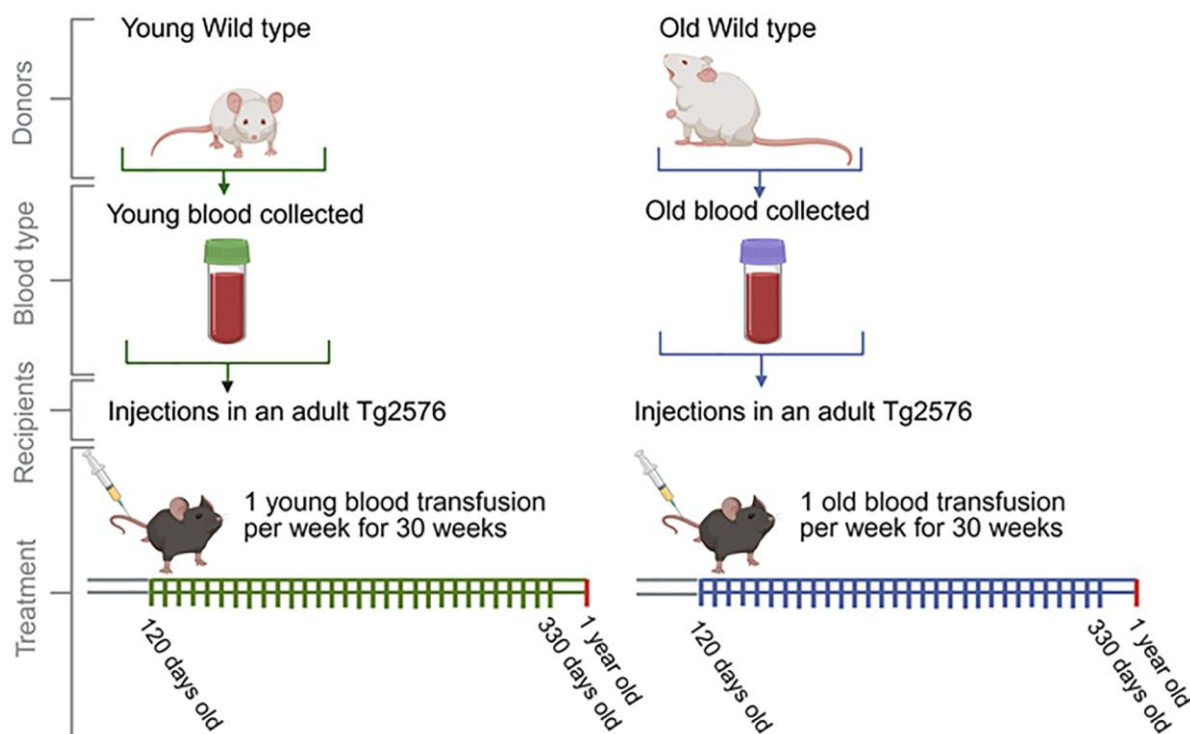 Donors
Young Wild type
Old Wild type
Blood type
Young blood collected
Old blood collected
Recipients
Injections in an adult Tg2576
Injections in an adult Tg2576
Treatment
1 young blood transfusion
per week for 30 weeks
1 old blood transfusion
per week for 30 weeks
120 days old
330 days old
1 year old
120 days old
330 days old
1 year old